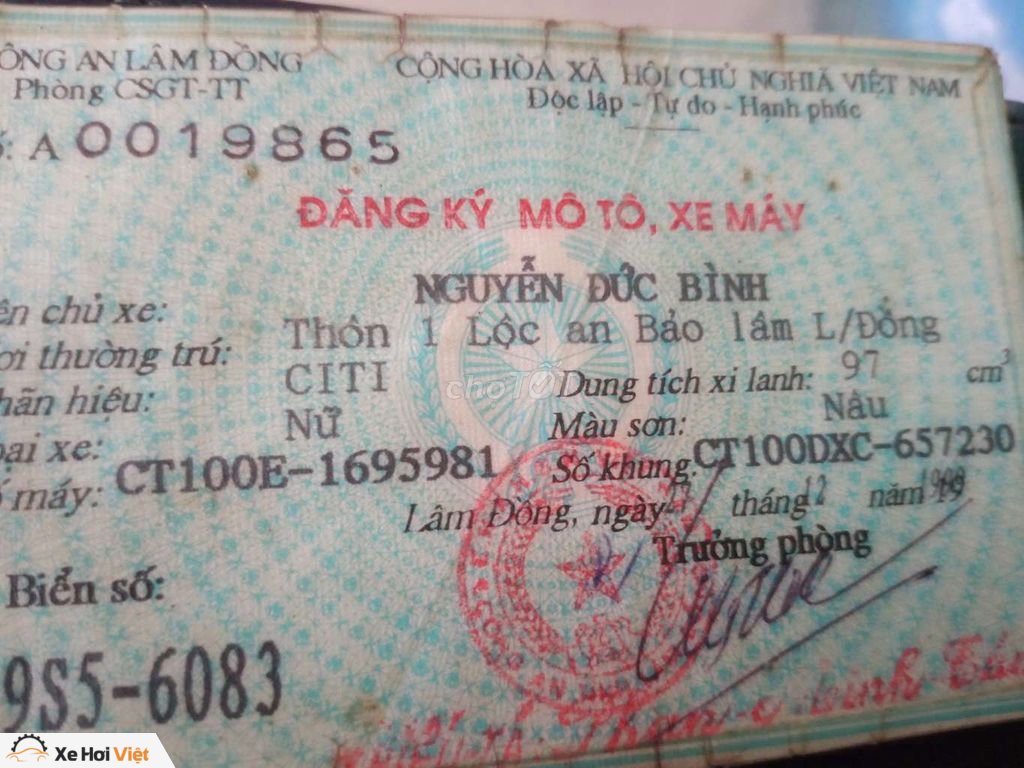 ÔNG AN LÂM ĐỒNG
Phòng CSGT-TT
CỘNG HÒA XÃ HỘI CHỦ NGHĨA VIỆT NAM
Độc lập - Tự do - Hạnh phúc
A 0019865
ĐĂNG KÝ MÔ TÔ, XE MÁY
ên chủ xe: NGUYỄN ĐỨC BÌNH
ơi thường trú: Thôn 1 Lộc an Bảo lâm L/Đồng
hãn hiệu: CITI Dung tích xi lanh: 97 cm³
ại xe: Nữ Màu sơn: Nâu
ố máy: CT100E-1695981 Số khung: CT100DXC-657230
Lâm Đồng, ngày 27 tháng 12 năm
Trưởng phòng
Biển số:
9S5-6083
Xe Hơi Việt